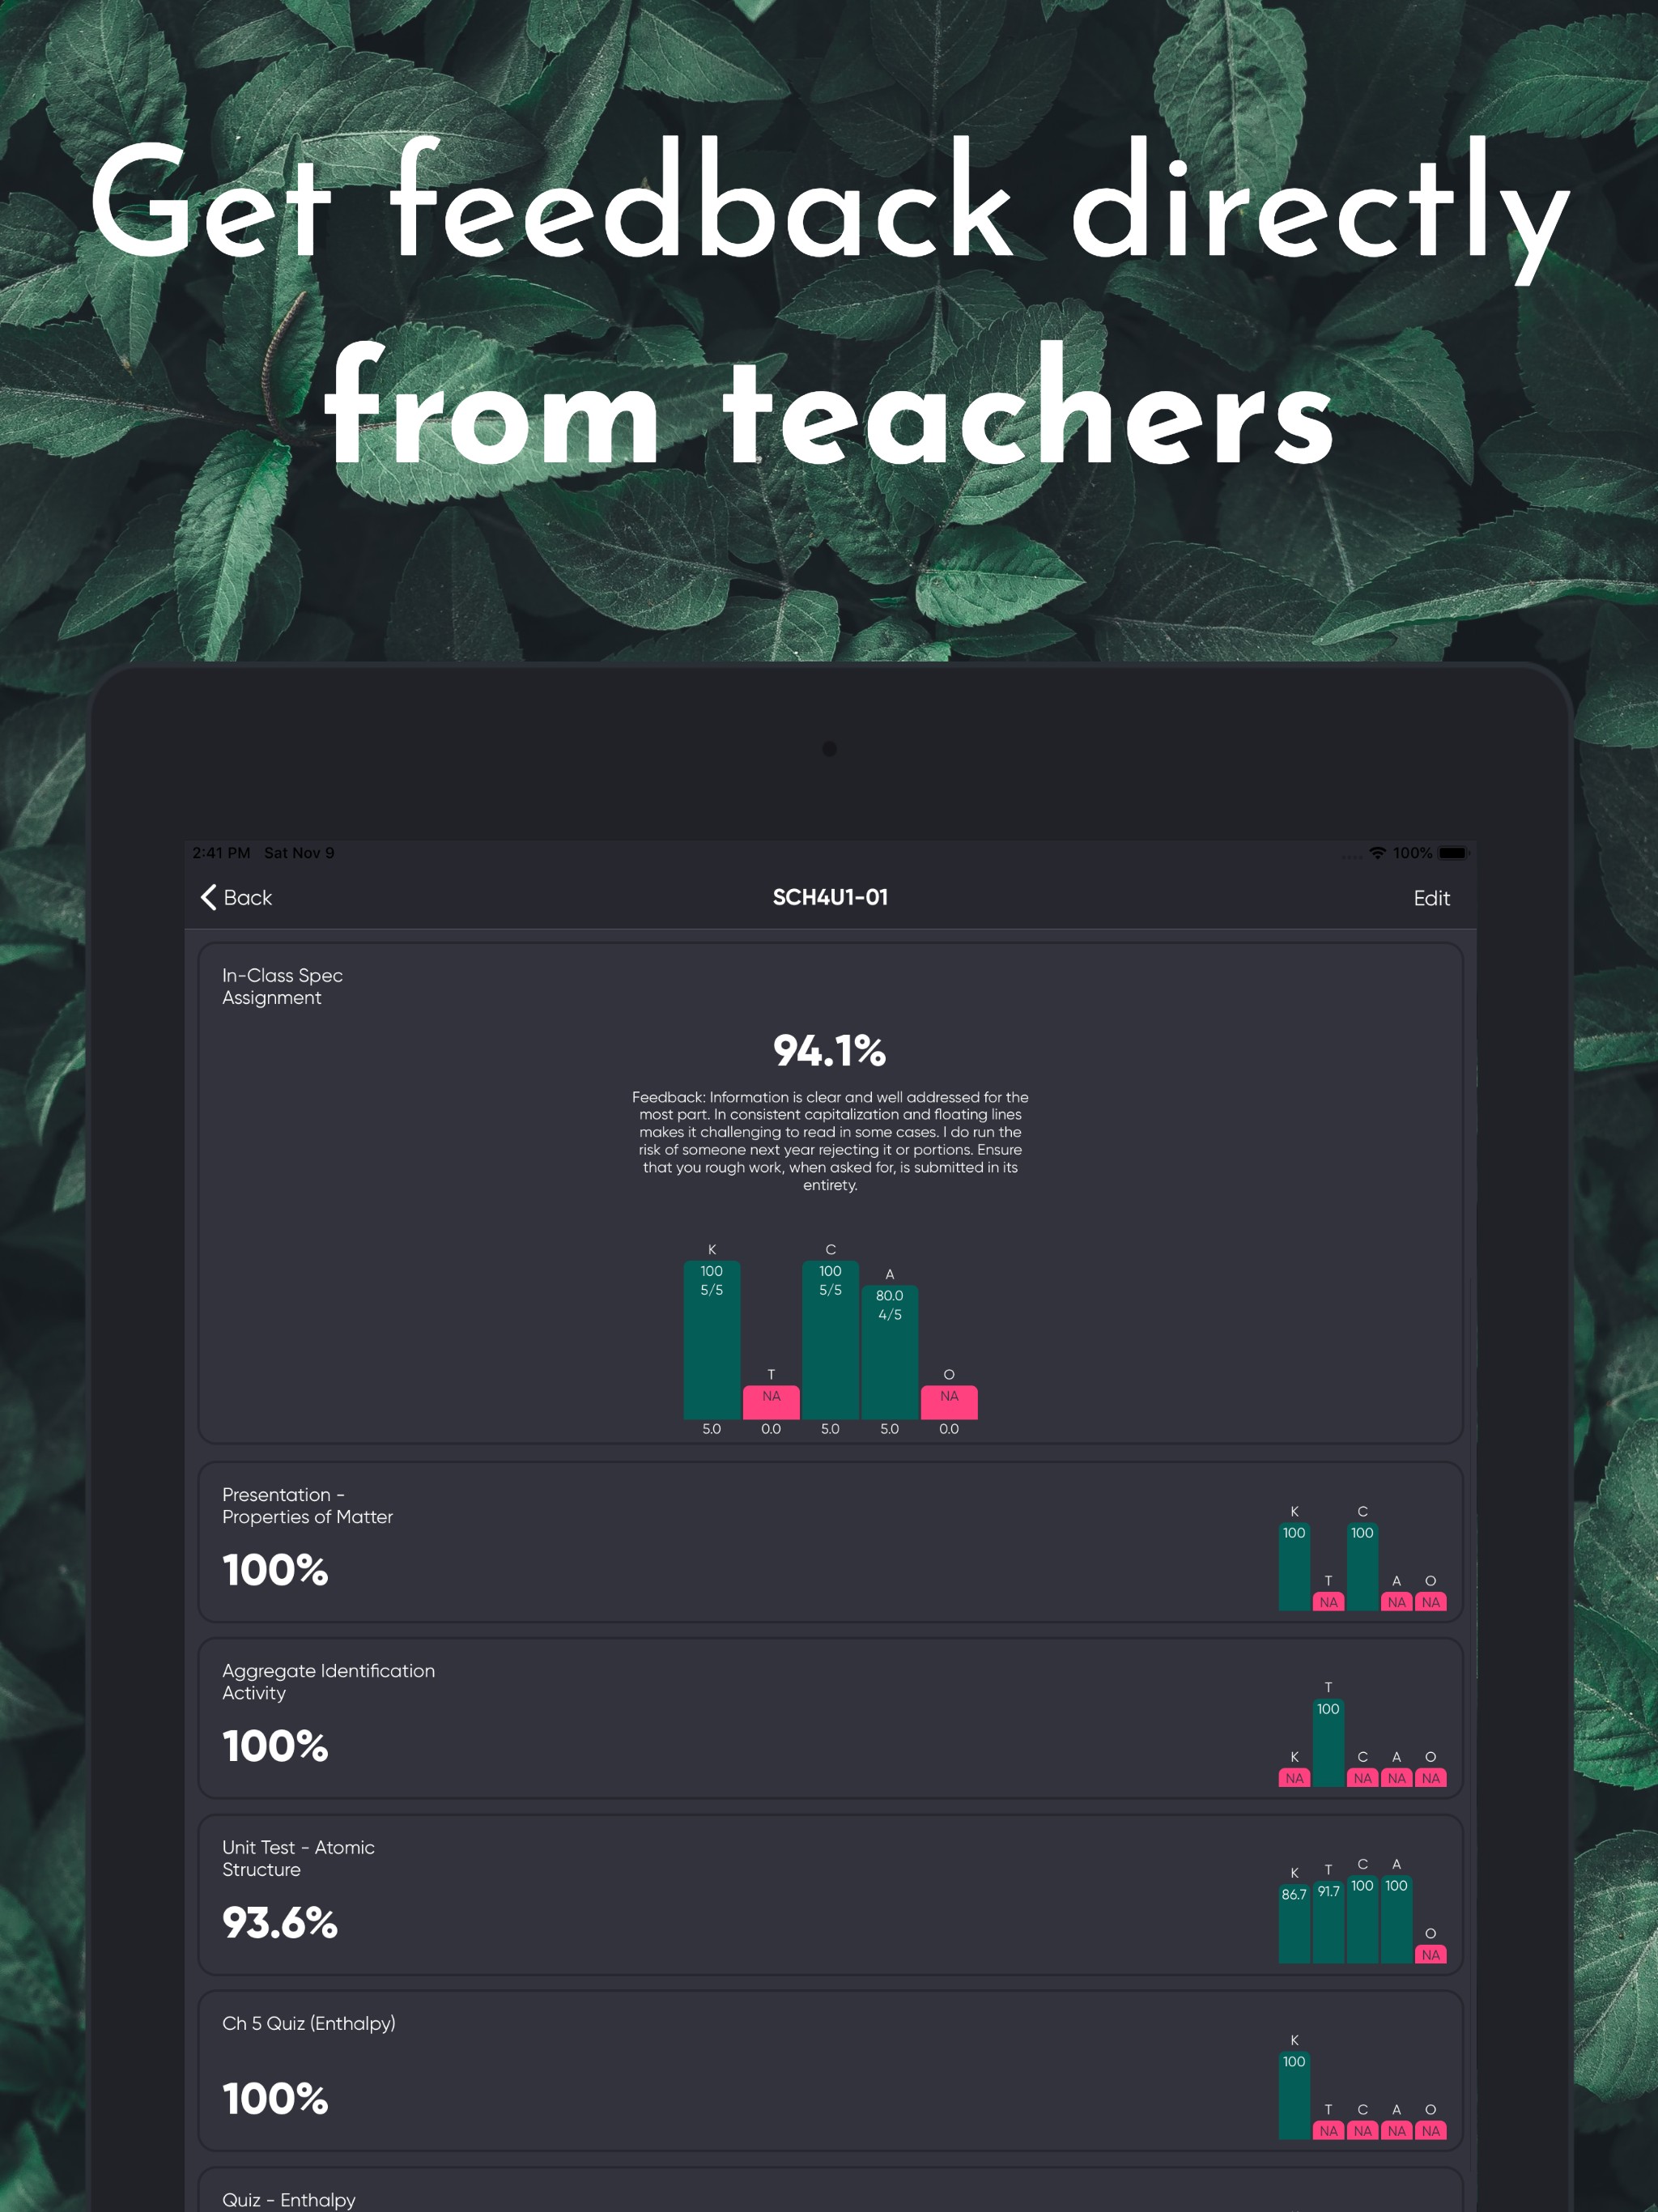 Get feedback directly
from teachers
2:41 PM Sat Nov 9
100%
Back
SCH4U1-01
Edit
In-Class Spec
Assignment
94.1%
Feedback: Information is clear and well addressed for the
most part. In consistent capitalization and floating lines
makes it challenging to read in some cases. I do run the
risk of someone next year rejecting it or portions. Ensure
that you rough work, when asked for, is submitted in its
entirety.
K C
100 100 A
5/5 5/5 80.0
4/5
T O
NA NA
5.0 0.0 5.0 5.0 0.0
Presentation -
Properties of Matter
100%
K C
100 100
T A O
NA NA NA
Aggregate Identification
Activity
100%
T
100
K C A O
NA NA NA NA
Unit Test - Atomic
Structure
93.6%
K T C A
86.7 91.7 100 100
O
NA
Ch 5 Quiz (Enthalpy)
100%
K
100
T C A O
NA NA NA NA
Quiz - Enthalpy